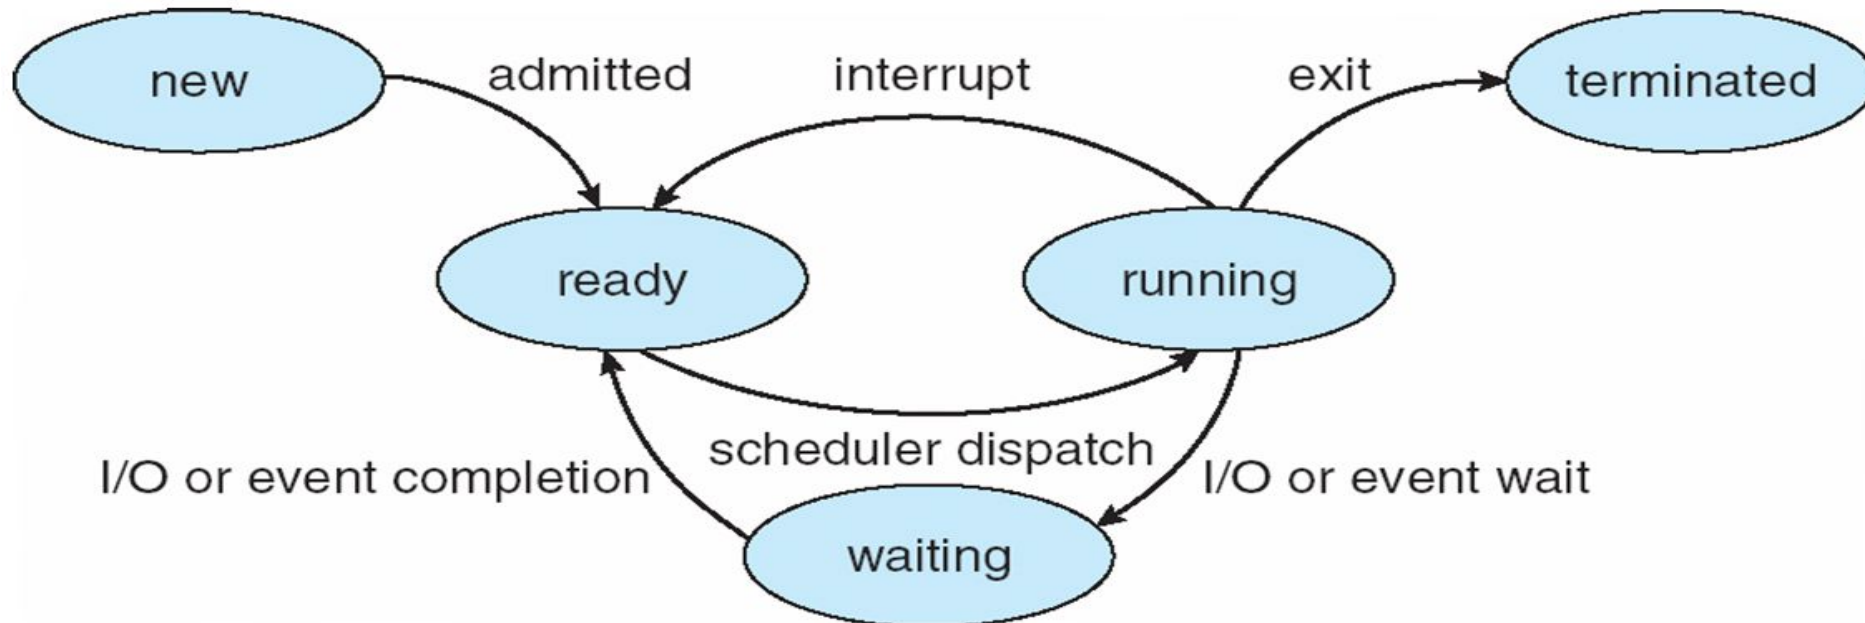 new
admitted
interrupt
exit
terminated
ready
running
scheduler dispatch
I/O or event completion
I/O or event wait
waiting